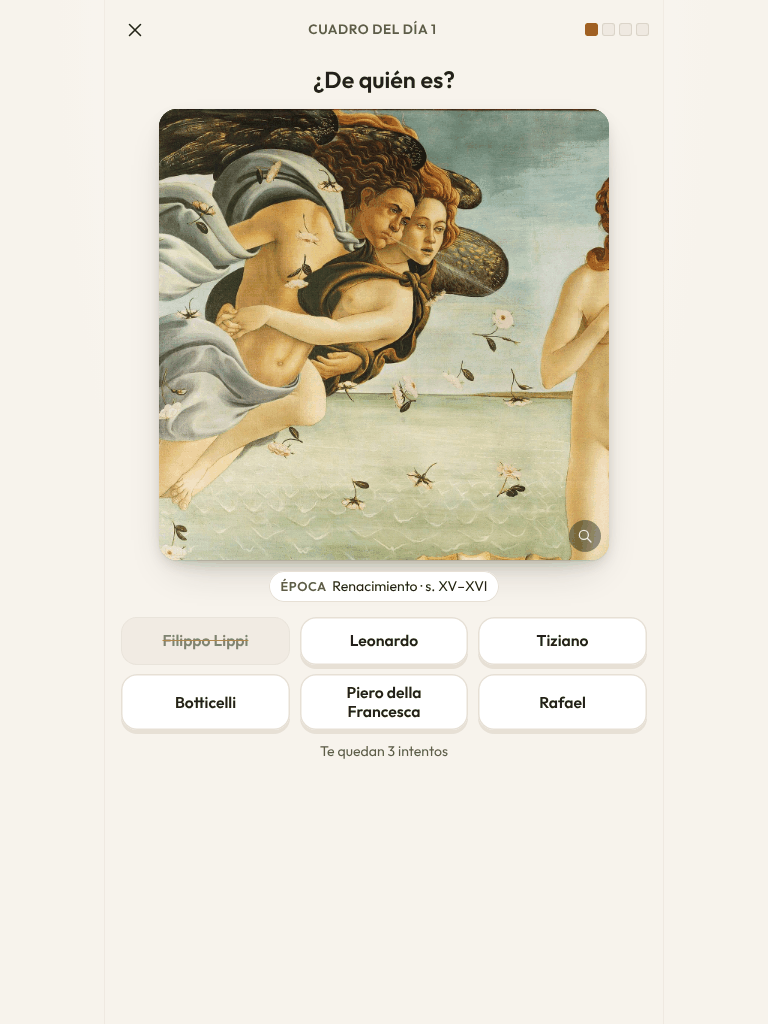 CUADRO DEL DÍA 1
¿De quién es?
ÉPOCA Renacimiento · s. XV–XVI
Filippo Lippi
Leonardo
Tiziano
Botticelli
Piero della
Francesca
Rafael
Te quedan 3 intentos